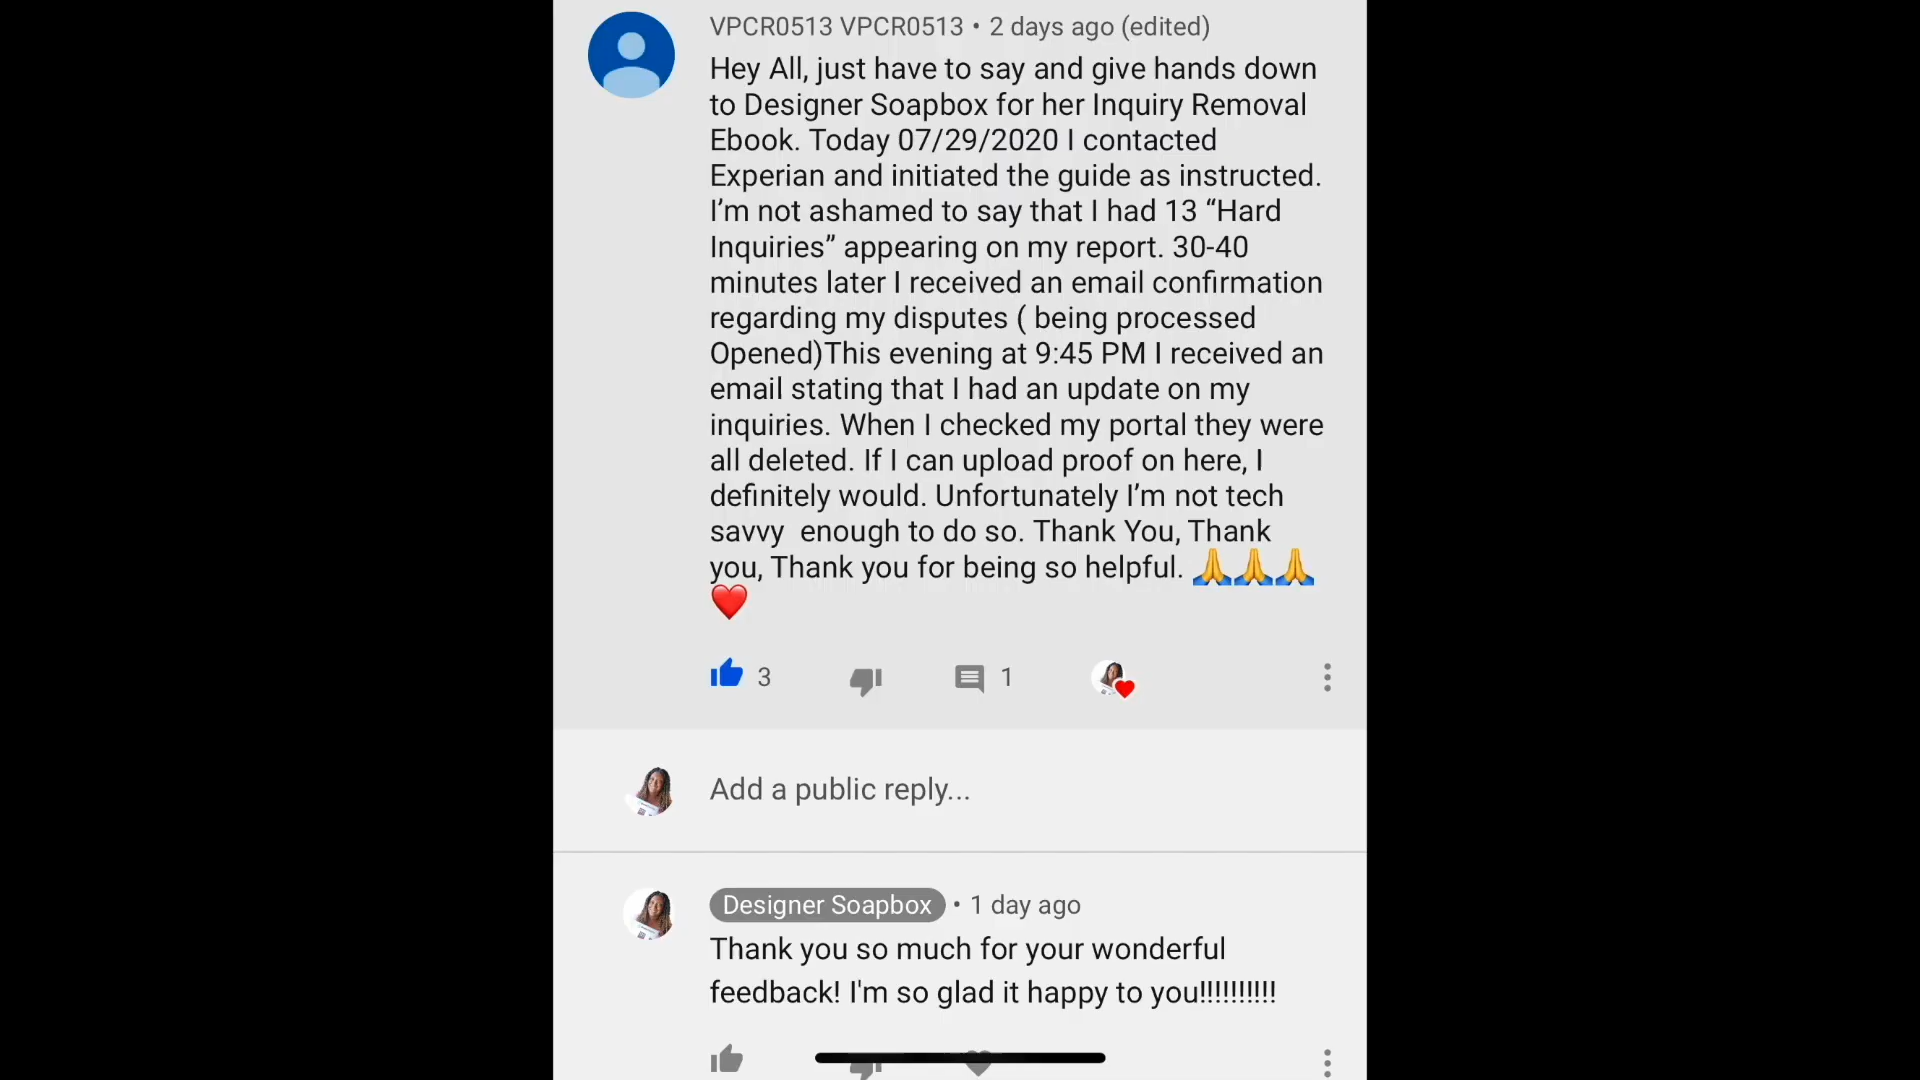 VPCR0513 VPCR0513 • 2 days ago (edited)
Hey All, just have to say and give hands down
to Designer Soapbox for her Inquiry Removal
Ebook. Today 07/29/2020 I contacted
Experian and initiated the guide as instructed.
I’m not ashamed to say that I had 13 “Hard
Inquiries” appearing on my report. 30-40
minutes later I received an email confirmation
regarding my disputes ( being processed
Opened)This evening at 9:45 PM I received an
email stating that I had an update on my
inquiries. When I checked my portal they were
all deleted. If I can upload proof on here, I
definitely would. Unfortunately I’m not tech
savvy  enough to do so. Thank You, Thank
you, Thank you for being so helpful. 🙏🙏🙏
❤️
3 1
Add a public reply...
Designer Soapbox • 1 day ago
Thank you so much for your wonderful
feedback! I'm so glad it happy to you!!!!!!!!!!